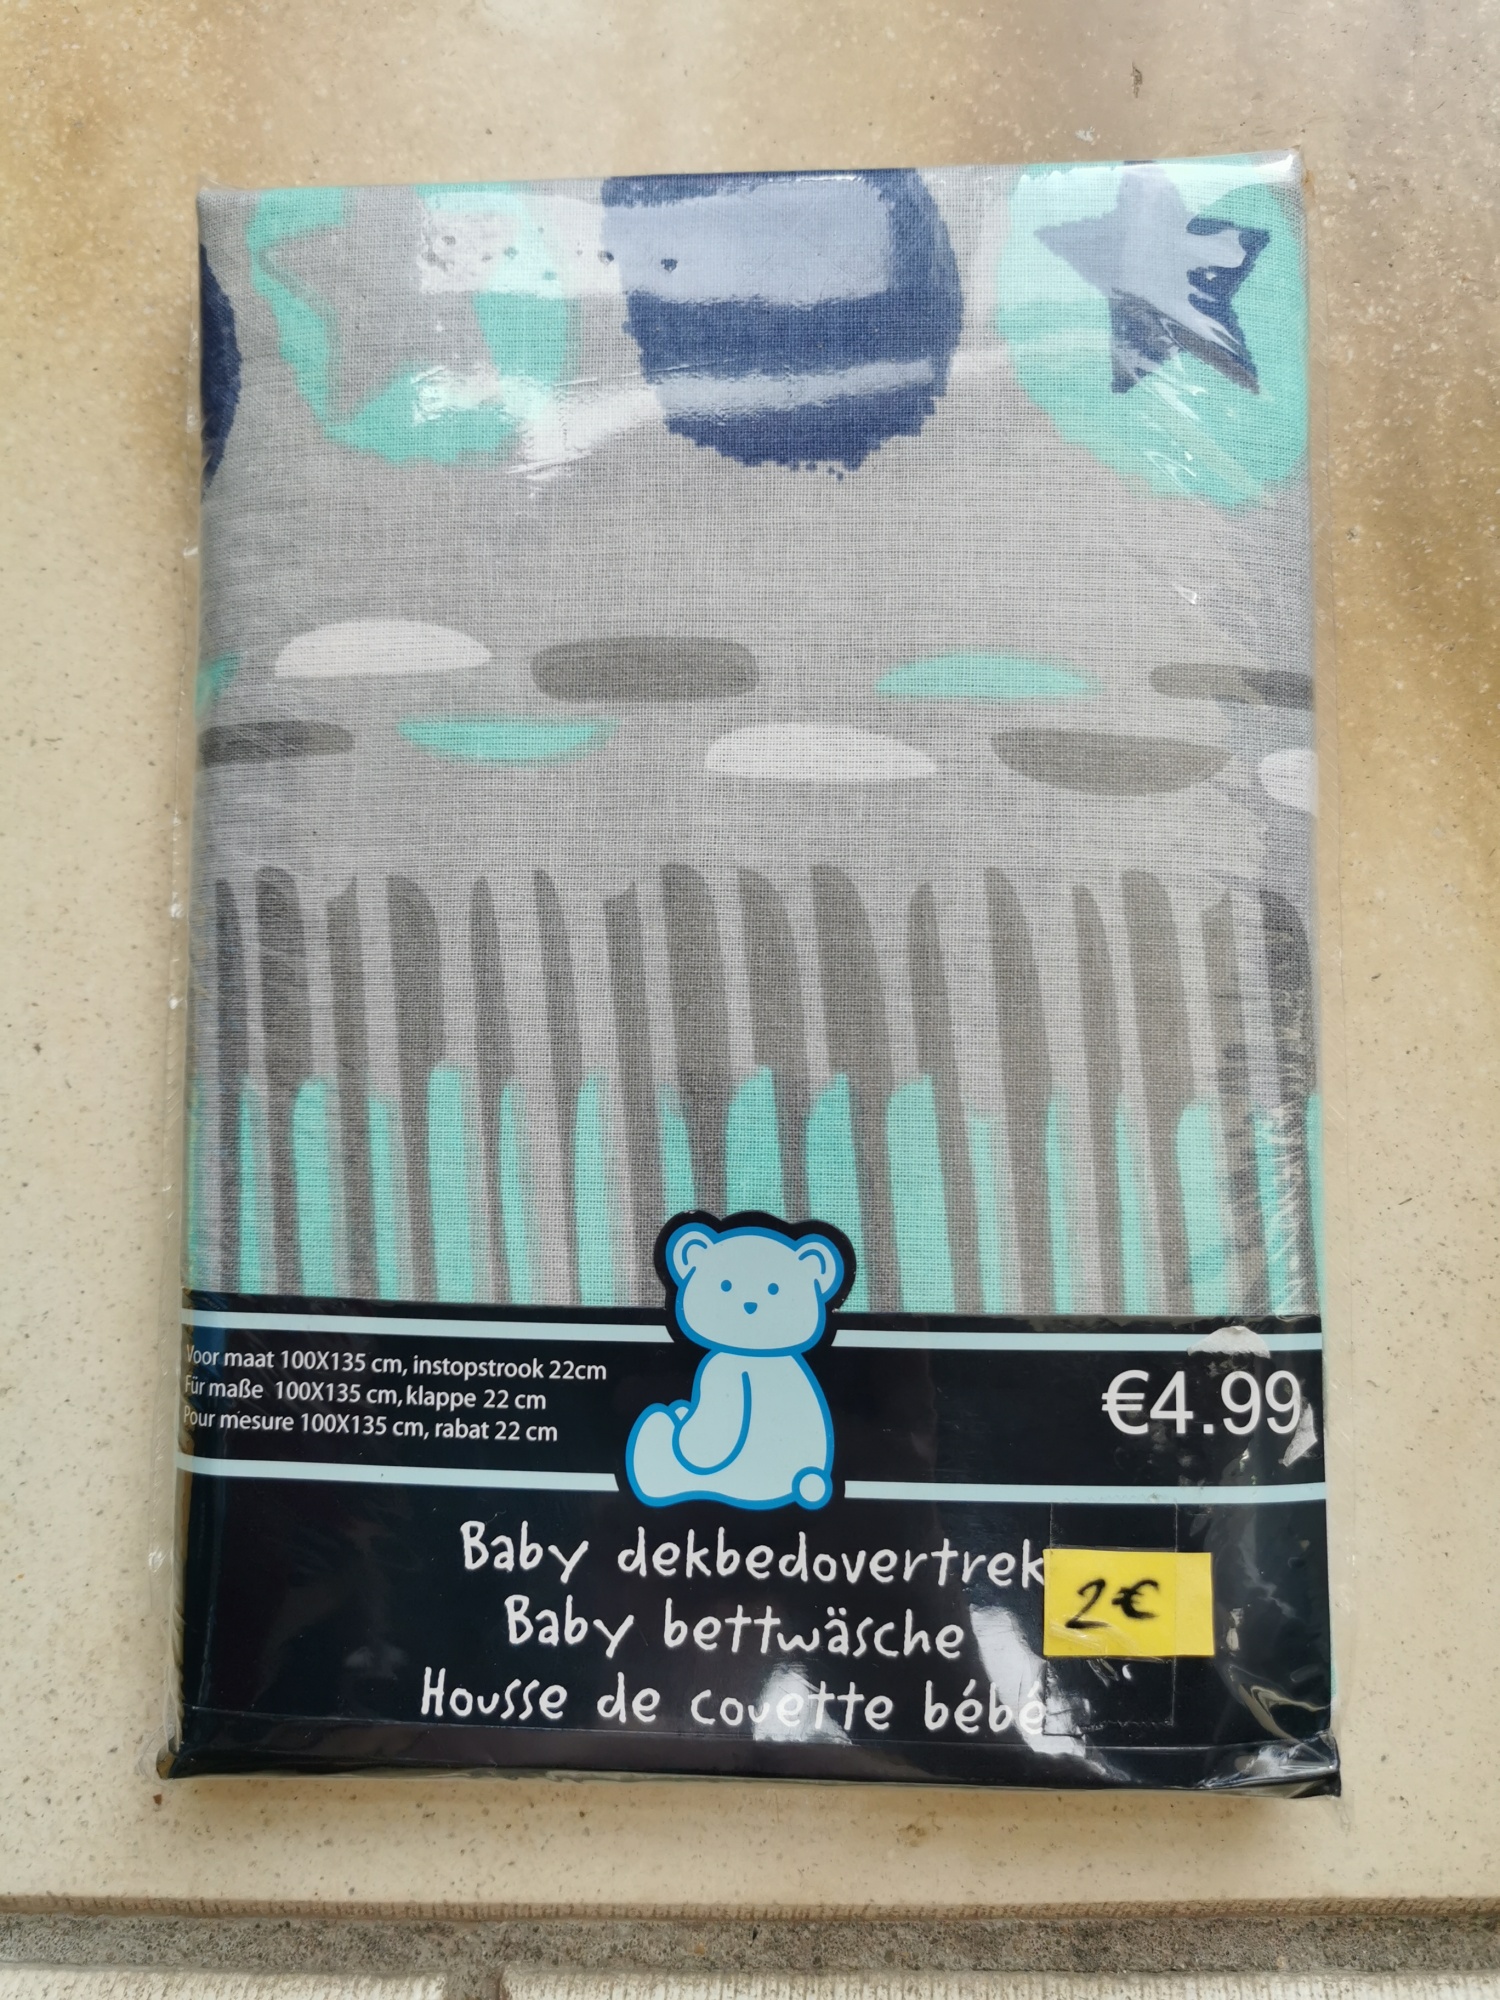 Voor maat 100X135 cm, instopstrook 22cm
Für maße 100X135 cm, klappe 22 cm
Pour mesure 100X135 cm, rabat 22 cm
€4.99
Baby dekbedovertrek
2€
Baby bettwäsche
Housse de couette bébé